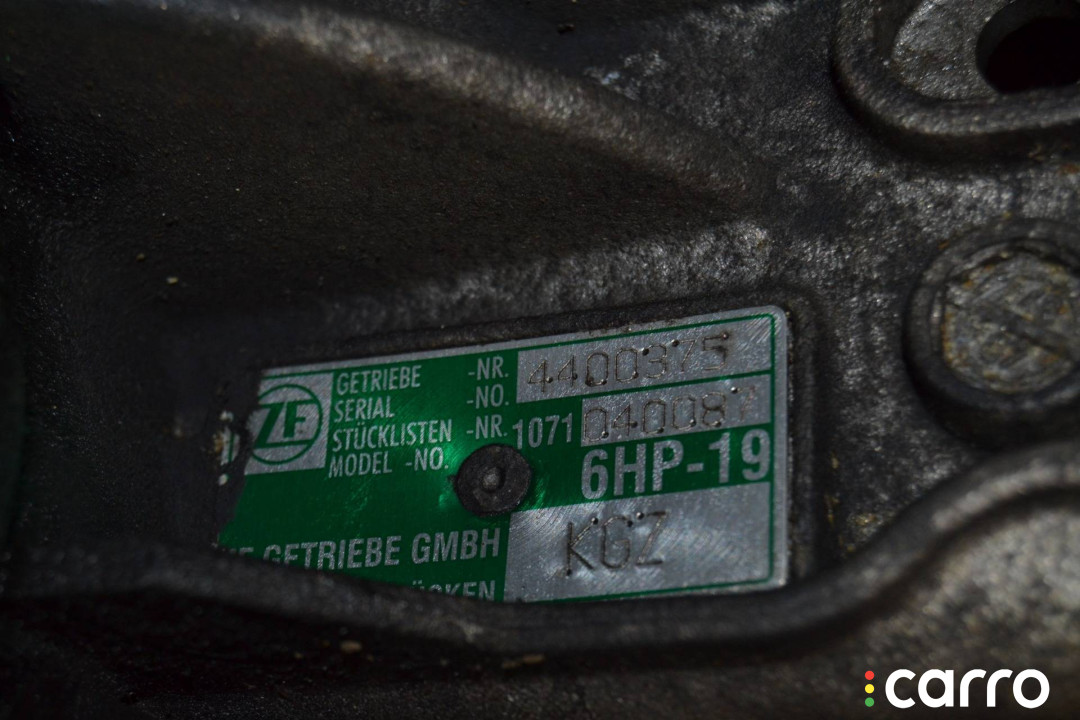 ZF
GETRIEBE -NR. 4400375
SERIAL -NO.
STÜCKLISTEN -NR. 1071 040087
MODEL -NO.
6HP-19
GETRIEBE GMBH
KGZ
carro